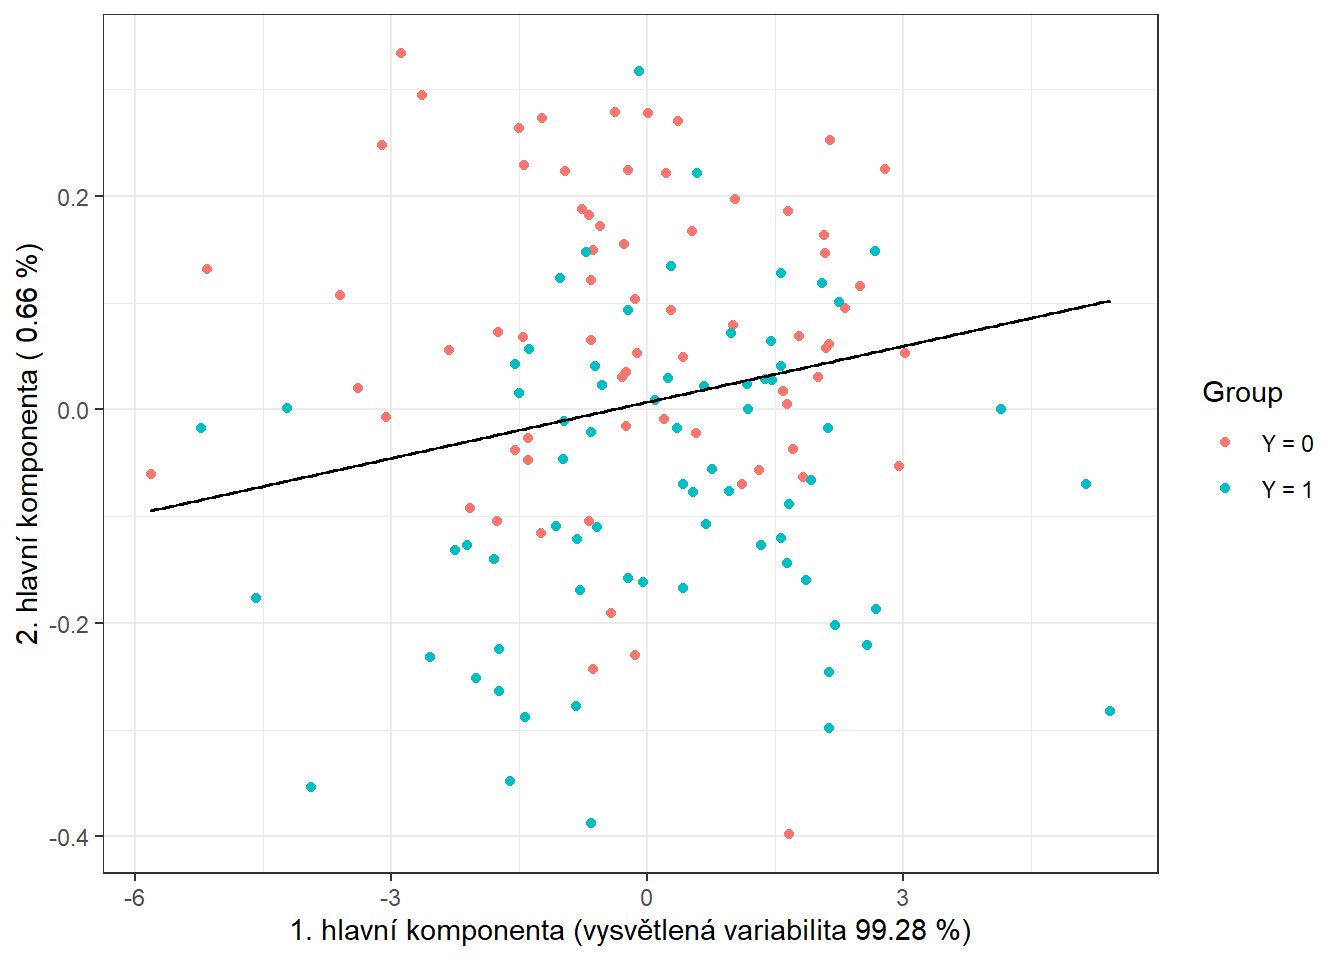 2. hlavní komponenta ( 0.66 %)
0.2
0.0
-0.2
-0.4
-6
-3
0
3
1. hlavní komponenta (vysvětlená variabilita 99.28 %)
Group
Y = 0
Y = 1